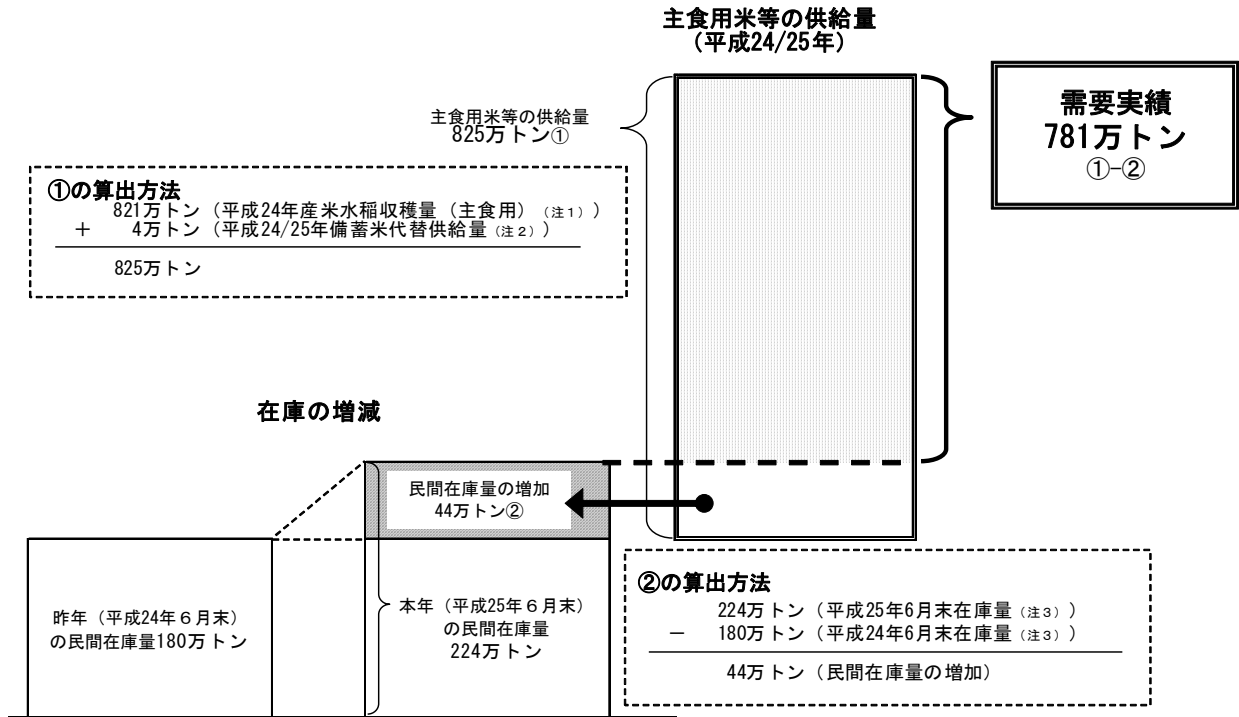 主食用米等の供給量
(平成24/25年)
主食用米等の供給量
825万トン①
需要実績
781万トン
①-②
①の算出方法
821万トン（平成24年産米水稲収穫量（主食用）（注1））
＋ 4万トン（平成24/25年備蓄米代替供給量（注2））
825万トン
在庫の増減
民間在庫量の増加
44万トン②
昨年（平成24年６月末）
の民間在庫量180万トン
本年（平成25年６月末）
の民間在庫量
224万トン
②の算出方法
224万トン（平成25年6月末在庫量（注3））
－ 180万トン（平成24年6月末在庫量（注3））
44万トン（民間在庫量の増加）